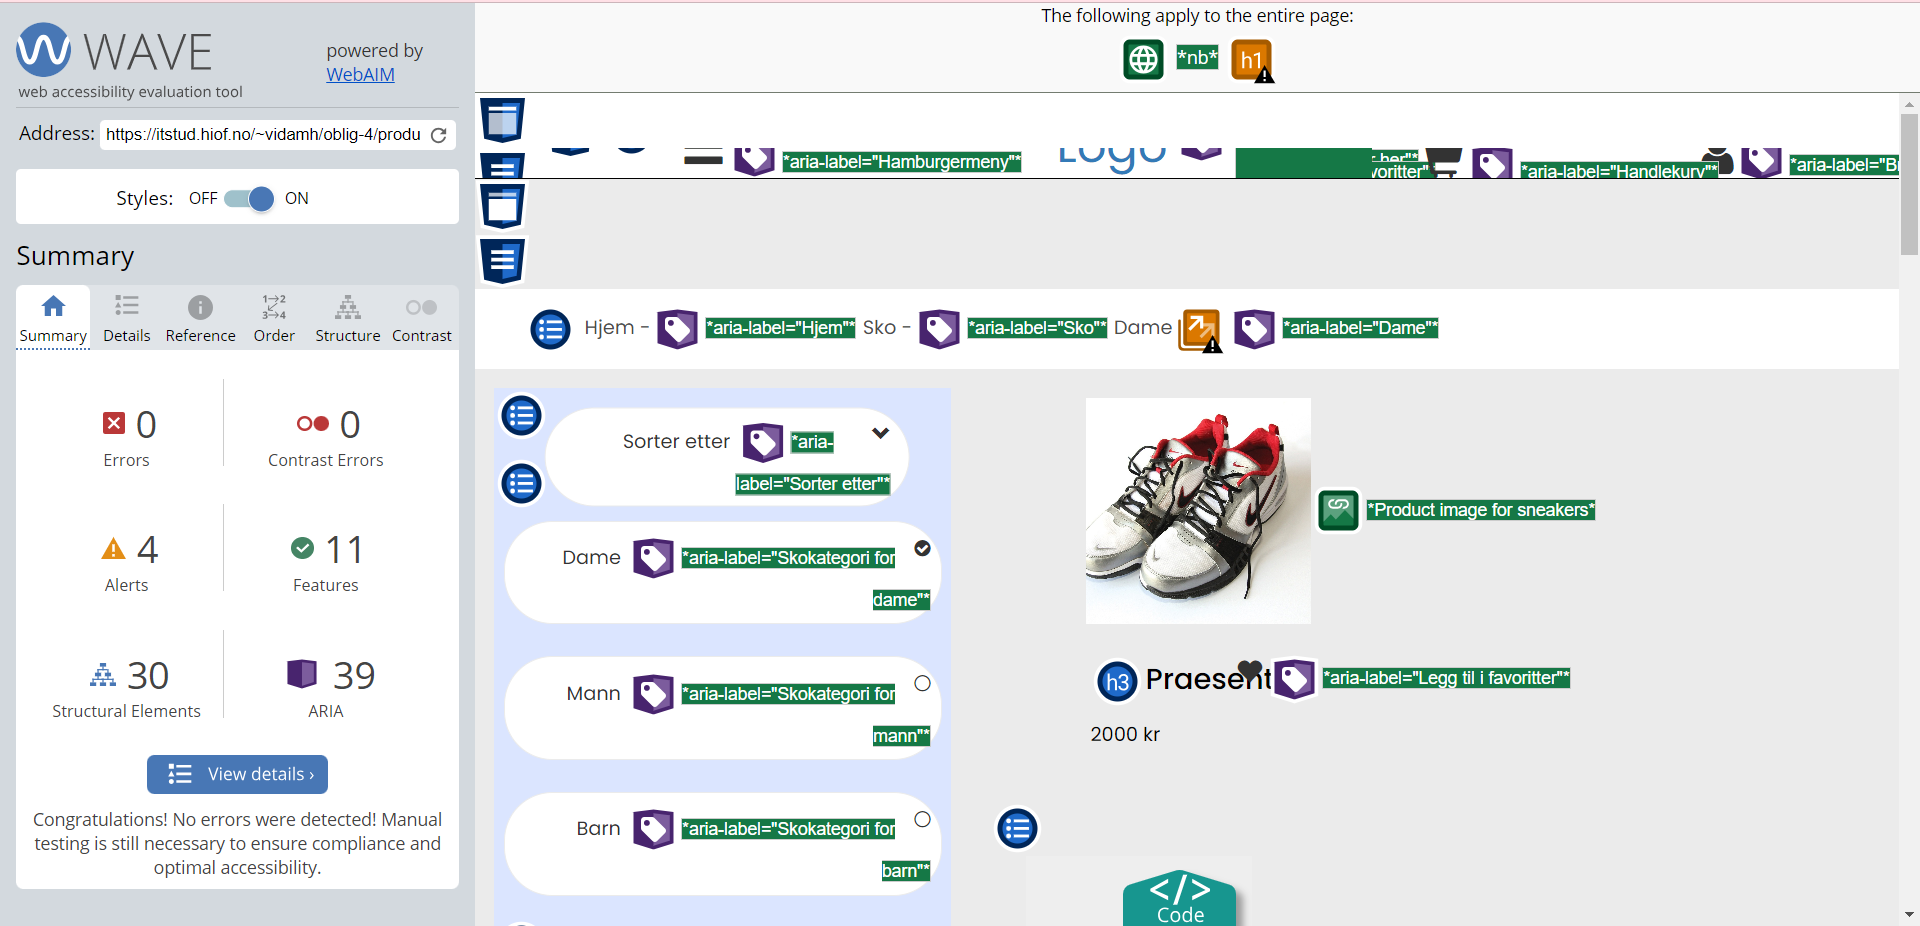 WAVE
web accessibility evaluation tool
powered by
WebAIM
Address: https://itstud.hiof.no/~vidamh/oblig-4/produ
Styles: OFF ON
Summary
Summary Details Reference Order Structure Contrast
0 Errors
0 Contrast Errors
4 Alerts
11 Features
30 Structural Elements
39 ARIA
View details ›
Congratulations! No errors were detected! Manual
testing is still necessary to ensure compliance and
optimal accessibility.
The following apply to the entire page:
*nb* h1
*aria-label="Hamburgermeny"* Logo her"*
voritter" *aria-label="Handlekurv"* *aria-label="B
Hjem - *aria-label="Hjem"* Sko - *aria-label="Sko"* Dame *aria-label="Dame"*
Sorter etter *aria-
label="Sorter etter"*
Dame *aria-label="Skokategori for
dame"*
Mann *aria-label="Skokategori for
mann"*
Barn *aria-label="Skokategori for
barn"*
*Product image for sneakers*
h3 Praesent *aria-label="Legg til i favoritter"*
2000 kr
</>
Code